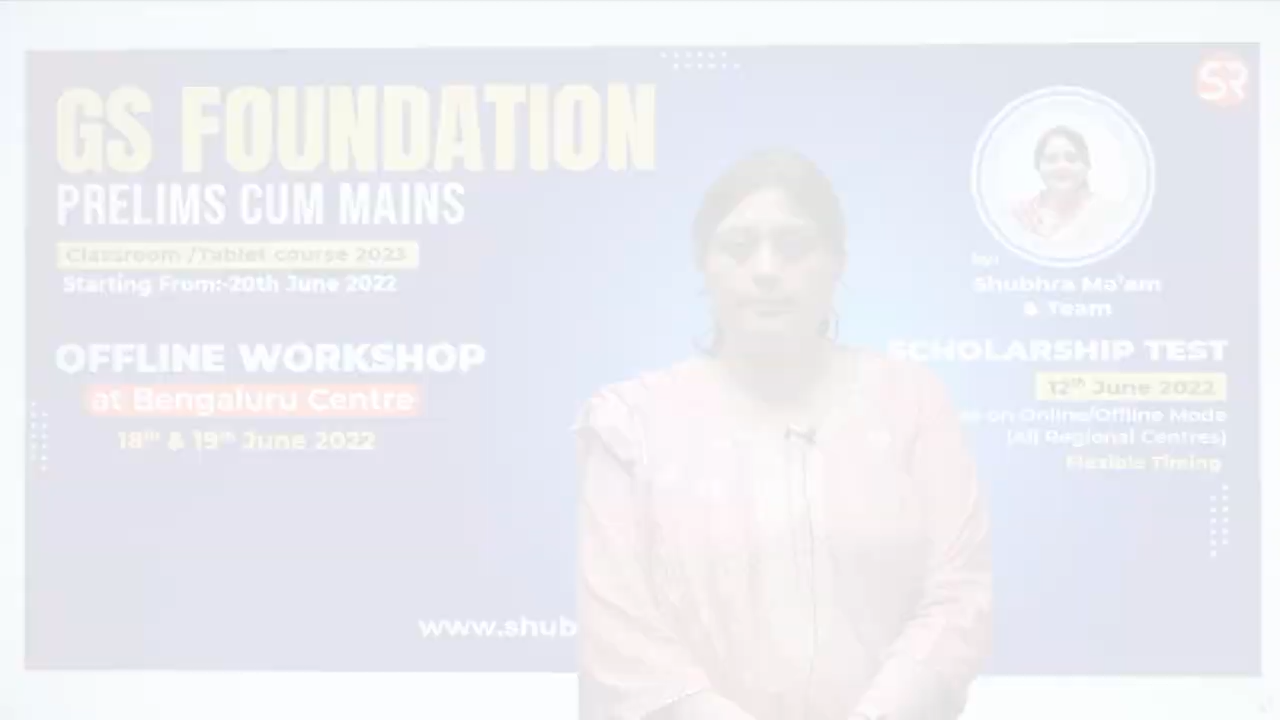 SR
GS FOUNDATION
PRELIMS CUM MAINS
Classroom /Tablet course 2023
Starting From:-20th June 2022
OFFLINE WORKSHOP
at Bengaluru Centre
18th & 19th June 2022
by:
Shubhra Ma'am
& Team
SCHOLARSHIP TEST
12th June 2022
on Online/Offline Mode
(All Regional Centres)
Flexible Timing
www.shub